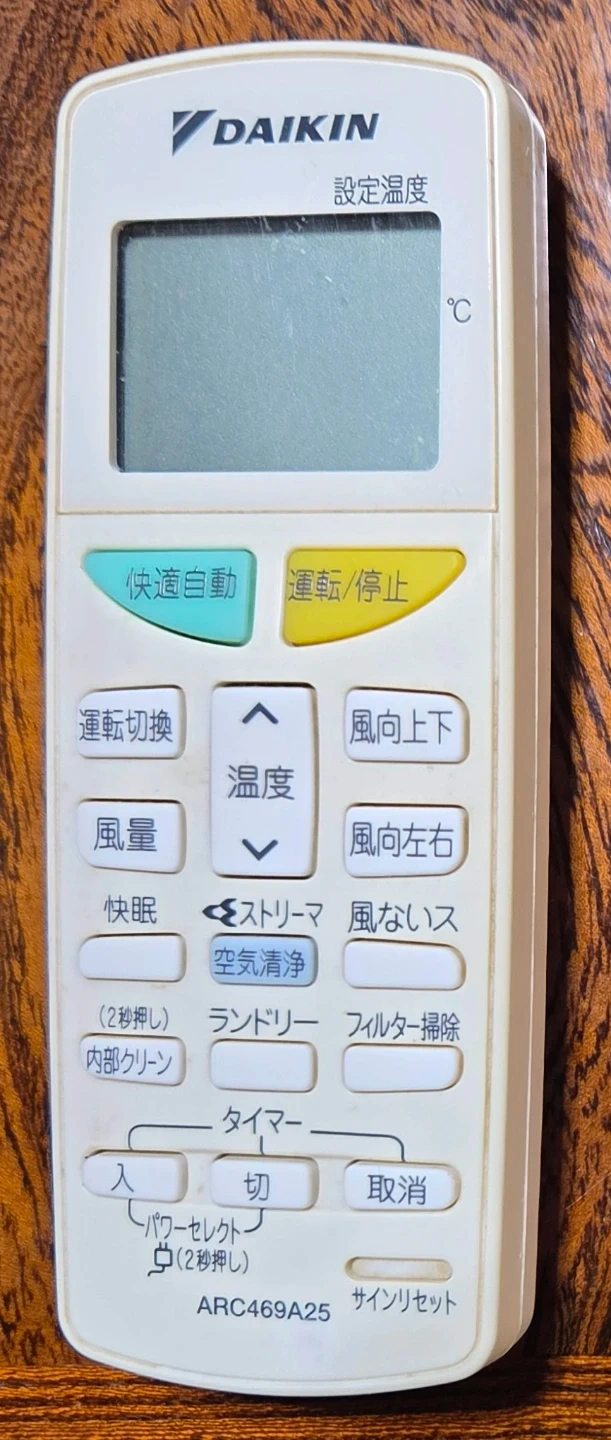 DAIKIN
設定温度
℃
快適自動
運転/停止
運転切換
温度
風向上下
風量
風向左右
快眠
ストリーマ
空気清浄
風ないス
(2秒押し)
内部クリーン
ランドリー
フィルター掃除
タイマー
入
切
取消
パワーセレクト
(2秒押し)
サインリセット
ARC469A25